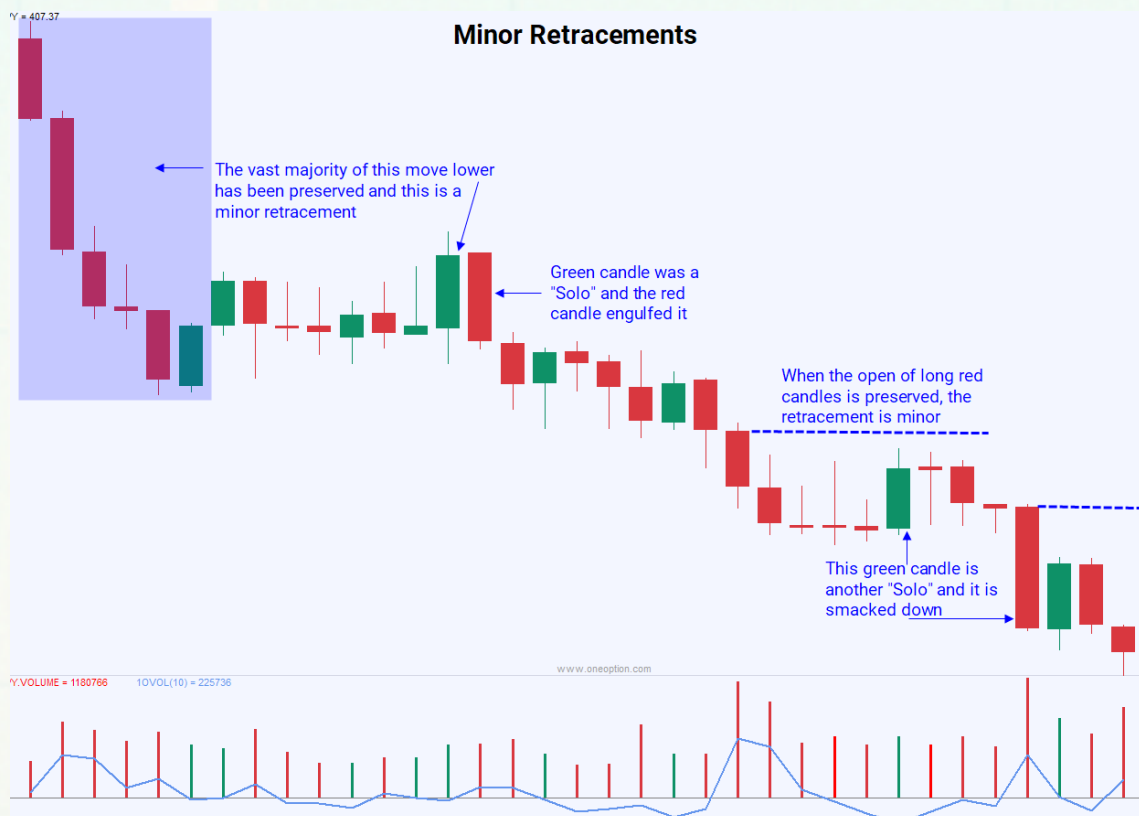 Y = 407.37
Minor Retracements
The vast majority of this move lower
has been preserved and this is a
minor retracement
Green candle was a
"Solo" and the red
candle engulfed it
When the open of long red
candles is preserved, the
retracement is minor
This green candle is
another "Solo" and it is
smacked down
www.oneoption.com
Y.VOLUME = 1180766 1OVOL(10) = 225736